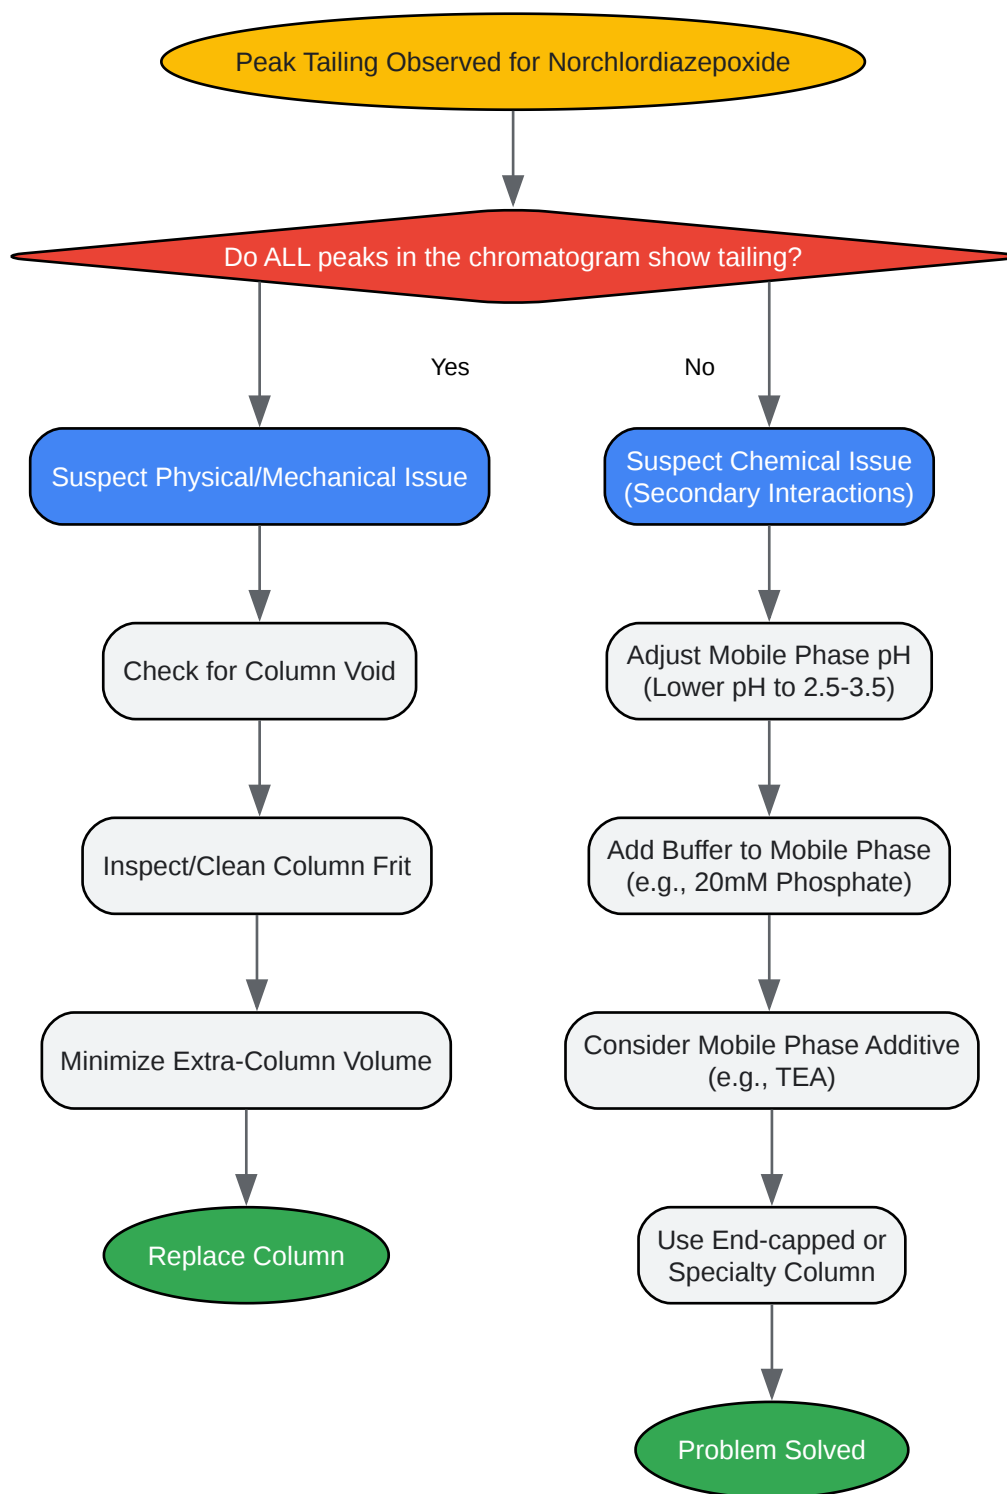 Peak Tailing Observed for Norchlordiazepoxide
Do ALL peaks in the chromatogram show tailing?
Yes
No
Suspect Physical/Mechanical Issue
Suspect Chemical Issue
(Secondary Interactions)
Check for Column Void
Adjust Mobile Phase pH
(Lower pH to 2.5-3.5)
Inspect/Clean Column Frit
Add Buffer to Mobile Phase
(e.g., 20mM Phosphate)
Minimize Extra-Column Volume
Consider Mobile Phase Additive
(e.g., TEA)
Replace Column
Use End-capped or
Specialty Column
Problem Solved